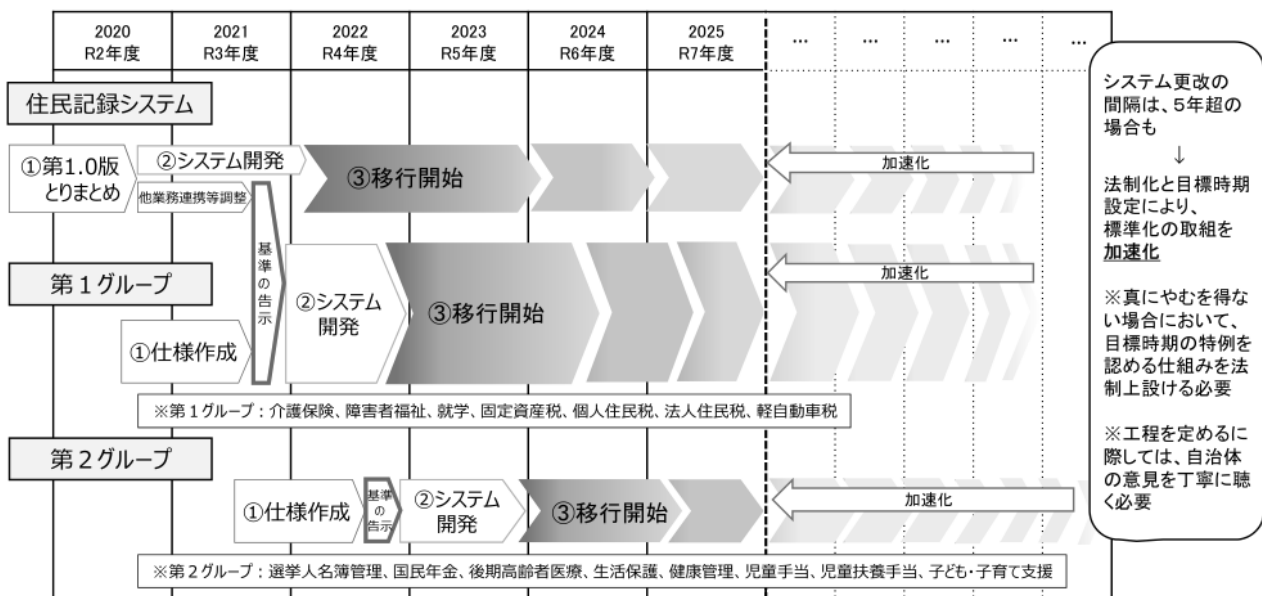 2020
R2年度
2021
R3年度
2022
R4年度
2023
R5年度
2024
R6年度
2025
R7年度
…
…
…
…
…
住民記録システム
①第1.0版
とりまとめ
②システム開発
他業務連携等調整
③移行開始
加速化
基準の告示
第1グループ
①仕様作成
②システム
開発
③移行開始
加速化
※第1グループ：介護保険、障害者福祉、就学、固定資産税、個人住民税、法人住民税、軽自動車税
第2グループ
①仕様作成
基準の告示
②システム
開発
③移行開始
加速化
※第2グループ：選挙人名簿管理、国民年金、後期高齢者医療、生活保護、健康管理、児童手当、児童扶養手当、子ども・子育て支援
システム更改の
間隔は、5年超の
場合も
↓
法制化と目標時期
設定により、
標準化の取組を
加速化
※真にやむを得な
い場合において、
目標時期の特例を
認める仕組みを法
制上設ける必要
※工程を定めるに
際しては、自治体
の意見を丁寧に聴
く必要